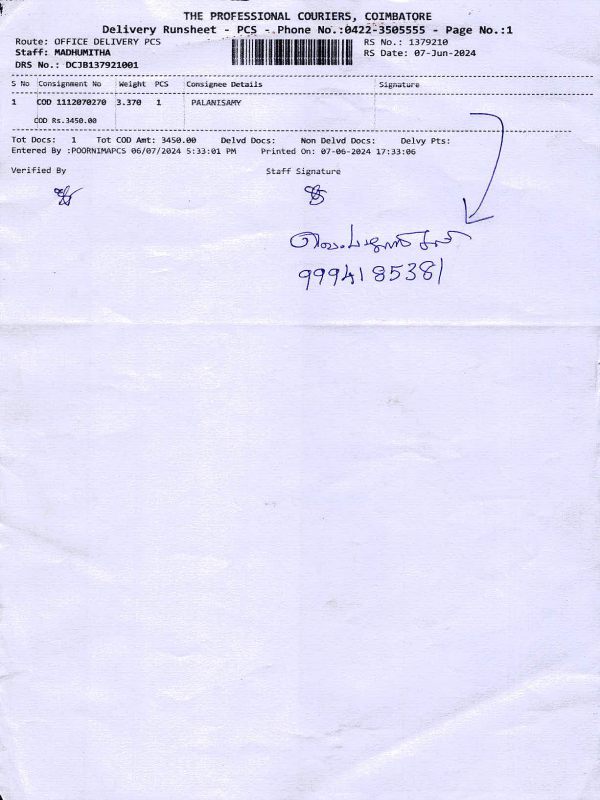 THE PROFESSIONAL COURIERS, COIMBATORE
Delivery Runsheet - PCS - Phone No.:0422-3505555 - Page No.:1
Route: OFFICE DELIVERY PCS RS No.: 1379210
Staff: MADHUMITHA RS Date: 07-Jun-2024
DRS No.: DCJB137921001
S No Consignment No Weight PCS Consignee Details Signature
1 COD 1112070270 3.370 1 PALANISAMY
COD Rs.3450.00
Tot Docs: 1 Tot COD Amt: 3450.00 Delvd Docs: Non Delvd Docs: Delvy Pts:
Entered By :POORNIMAPCS 06/07/2024 5:33:01 PM Printed On: 07-06-2024 17:33:06
Verified By Staff Signature
9994185381